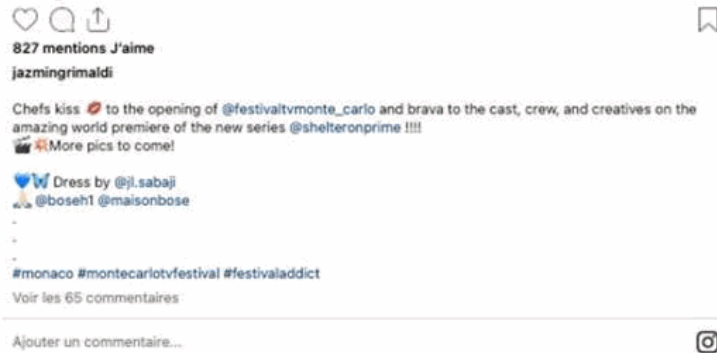 827 mentions J'aime
jazmingrimaldi
Chefs kiss 💋 to the opening of @festivaltvmonte_carlo and brava to the cast, crew, and creatives on the
amazing world premiere of the new series @shelteronprime !!!!
🎬💥More pics to come!
💙🦋 Dress by @jl.sabaji
🙏🏻 @boseh1 @maisonbose
.
.
.
#monaco #montecarlotvfestival #festivaladdict
Voir les 65 commentaires
Ajouter un commentaire...